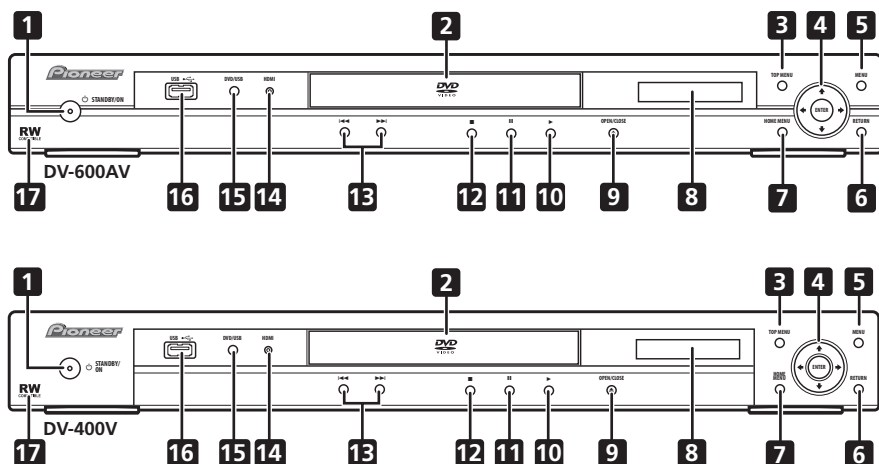 1 2 3 4 5
Pioneer
USB DVD/USB HDMI
DVD
VIDEO
TOP MENU MENU
STANDBY/ON
ENTER
OPEN/CLOSE
HOME MENU RETURN
RW
COMPATIBLE
DV-600AV
17 16 15 14 13 12 11 10 9 8 7 6
1 2 3 4 5
Pioneer
USB DVD/USB HDMI
DVD
VIDEO
TOP MENU MENU
STANDBY/
ON
ENTER
OPEN/CLOSE
HOME
MENU
RETURN
RW
COMPATIBLE
DV-400V
17 16 15 14 13 12 11 10 9 8 7 6